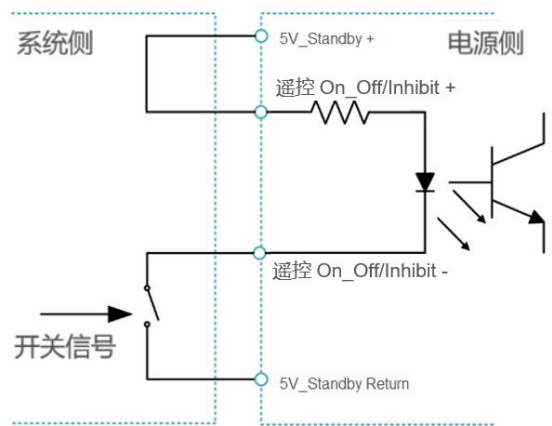 系统侧
5V_Standby +
电源侧
遥控 On_Off/Inhibit +
遥控 On_Off/Inhibit -
开关信号
5V_Standby Return